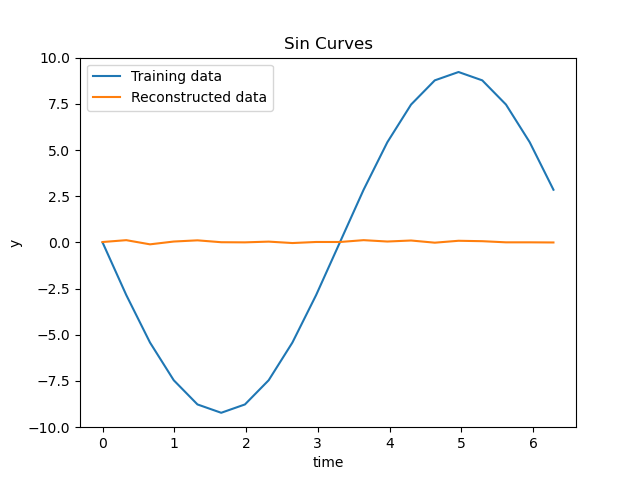 Sin Curves
Training data
Reconstructed data
10.0
7.5
5.0
2.5
0.0
−2.5
−5.0
−7.5
−10.0
y
0 1 2 3 4 5 6
time